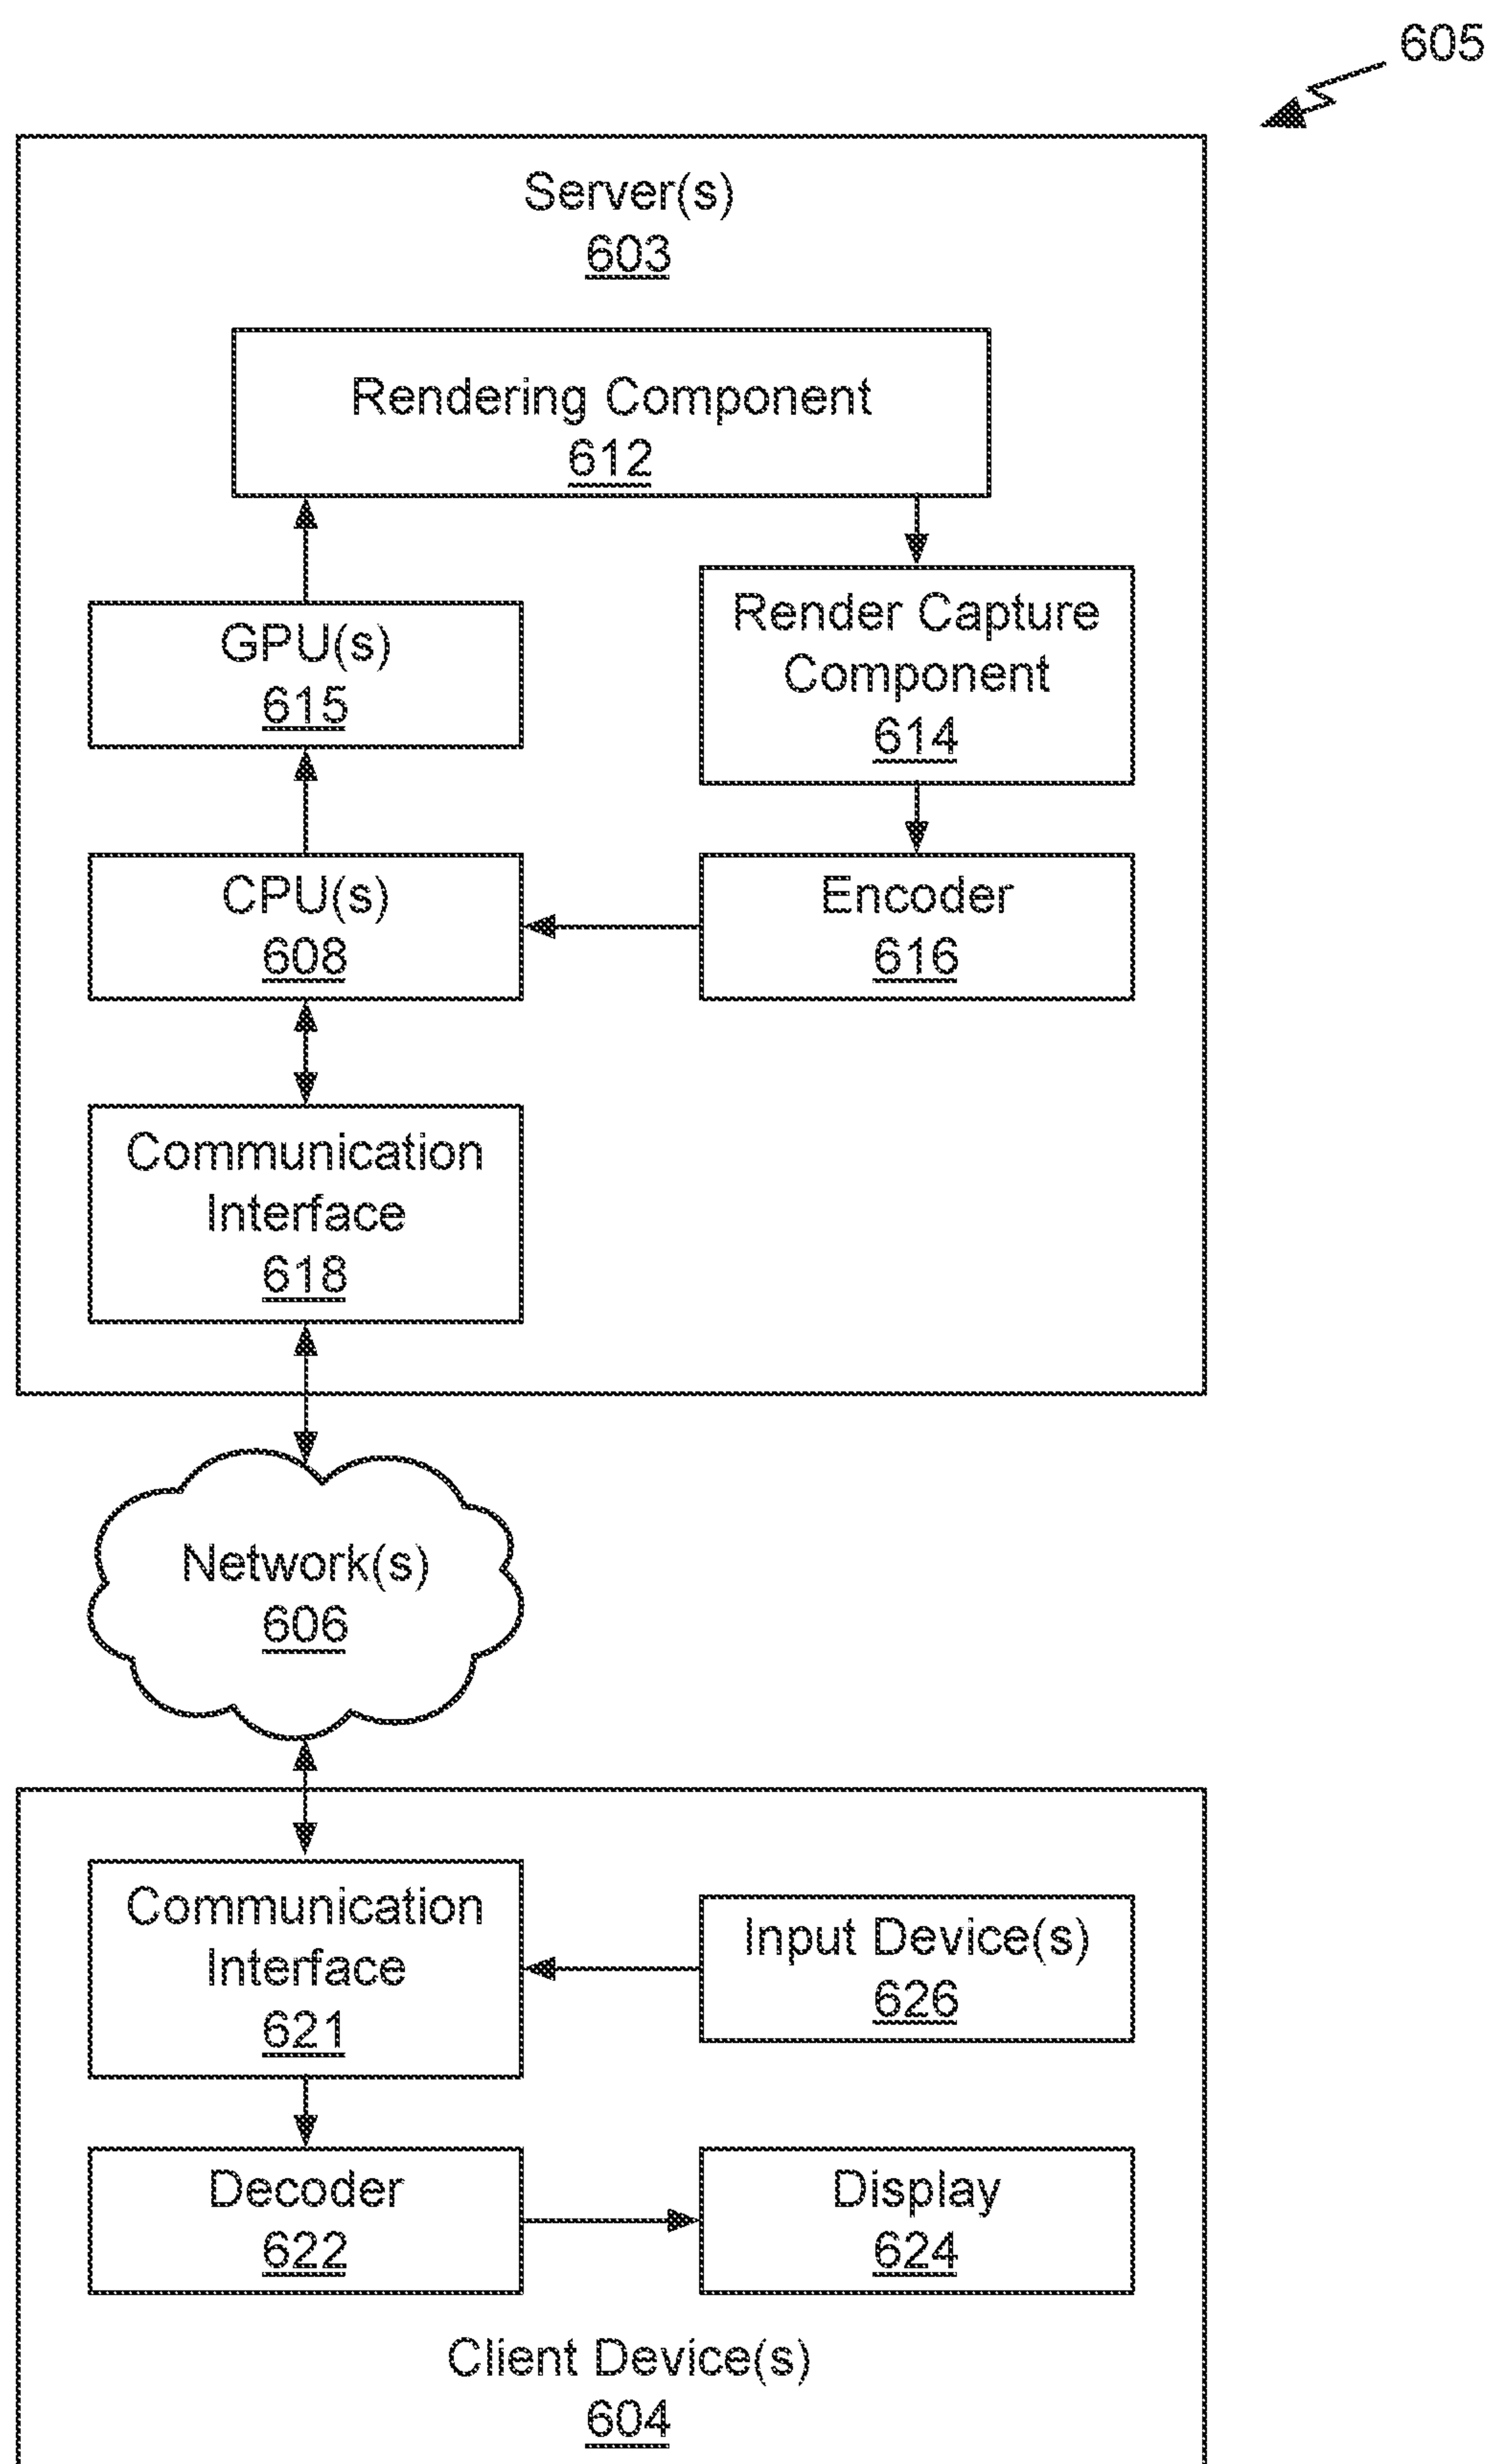 605
Server(s)
603
Rendering Component
612
GPU(s)
615
Render Capture
Component
614
CPU(s)
608
Encoder
616
Communication
Interface
618
Network(s)
606
Communication
Interface
621
Input Device(s)
626
Decoder
622
Display
624
Client Device(s)
604